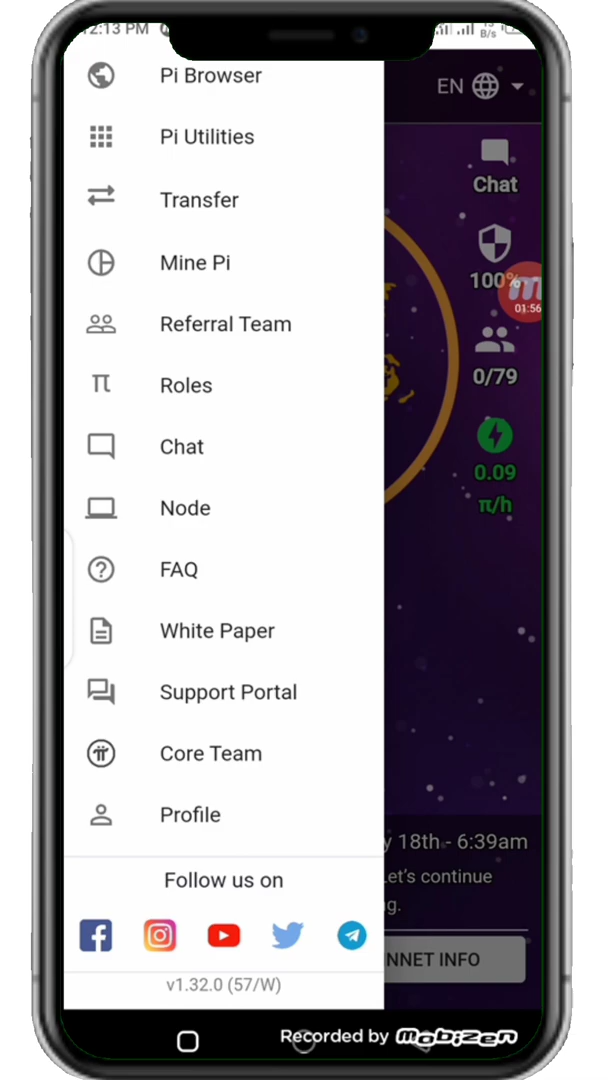 12:13 PM
B/s
Pi Browser
EN
Pi Utilities
Chat
Transfer
Mine Pi
100%
01:56
Referral Team
0/79
Roles
Chat
0.09
π/h
Node
FAQ
White Paper
Support Portal
Core Team
Profile
y 18th - 6:39am
Let's continue
g.
Follow us on
NNET INFO
v1.32.0 (57/W)
Recorded by mobizen